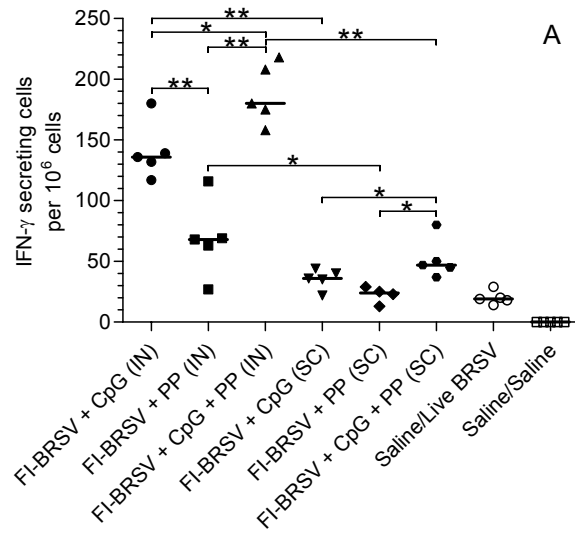 A
IFN-γ secreting cells
per 10⁶ cells
250
200
150
100
50
0
**
*
**
**
**
*
*
*
FI-BRSV + CpG (IN)
FI-BRSV + PP (IN)
FI-BRSV + CpG + PP (IN)
FI-BRSV + CpG (SC)
FI-BRSV + PP (SC)
FI-BRSV + CpG + PP (SC)
Saline/Live BRSV
Saline/Saline